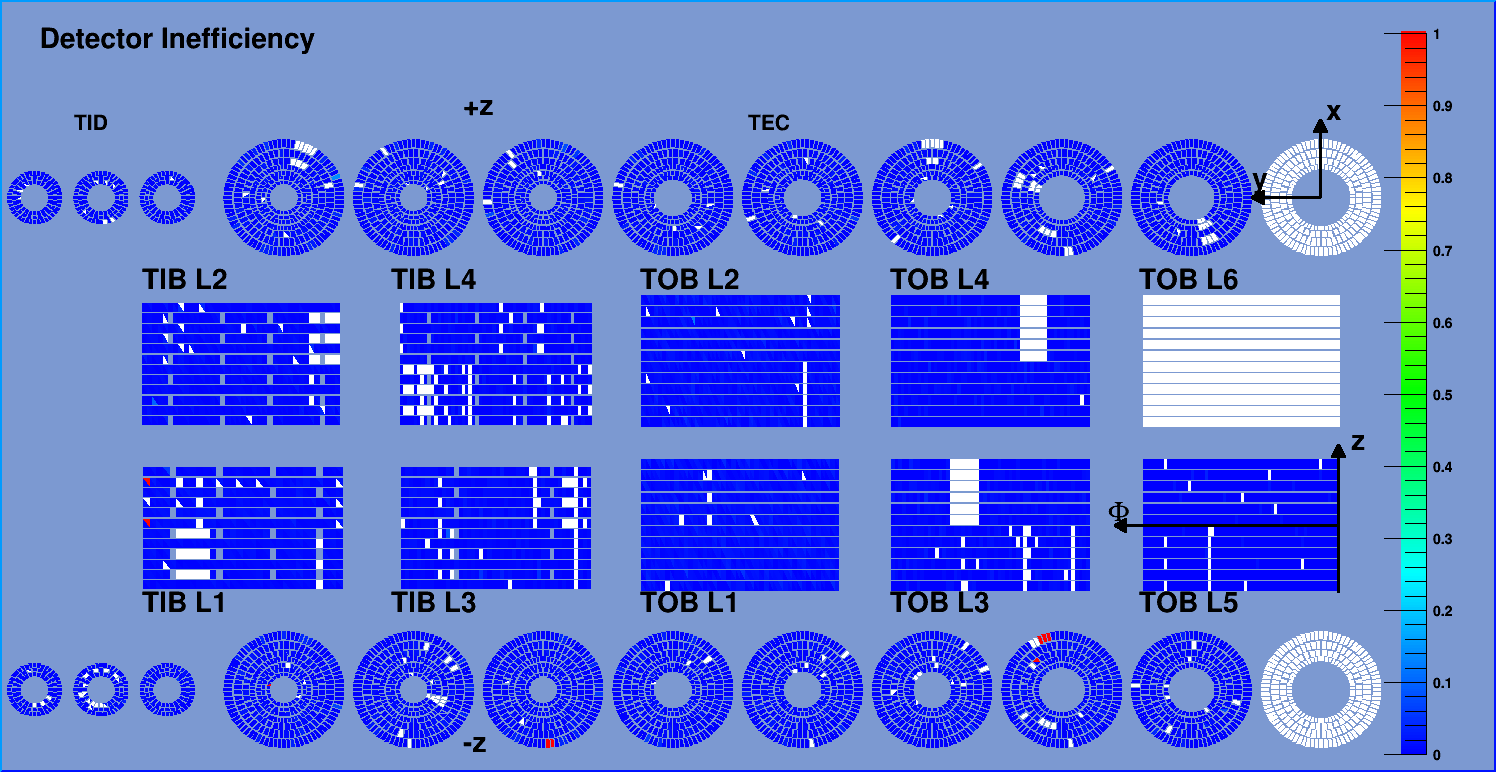 Detector Inefficiency
TID
+z
TEC
x
y
TIB L2
TIB L4
TOB L2
TOB L4
TOB L6
z
Φ
TIB L1
TIB L3
TOB L1
TOB L3
TOB L5
-z
1
0.9
0.8
0.7
0.6
0.5
0.4
0.3
0.2
0.1
0